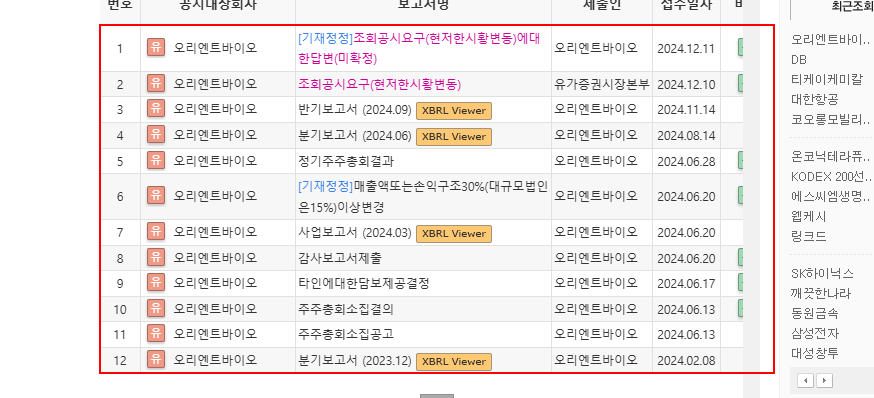 번호 공시대상회사 보고서명 제출인 접수일자 최근조회
1 유 오리엔트바이오 [기재정정]조회공시요구(현저한시황변동)에대 오리엔트바이오 2024.12.11
한답변(미확정)
2 유 오리엔트바이오 조회공시요구(현저한시황변동) 유가증권시장본부 2024.12.10
3 유 오리엔트바이오 반기보고서 (2024.09) XBRL Viewer 오리엔트바이오 2024.11.14
4 유 오리엔트바이오 분기보고서 (2024.06) XBRL Viewer 오리엔트바이오 2024.08.14
5 유 오리엔트바이오 정기주주총회결과 오리엔트바이오 2024.06.28
6 유 오리엔트바이오 [기재정정]매출액또는손익구조30%(대규모법인 오리엔트바이오 2024.06.20
은15%)이상변경
7 유 오리엔트바이오 사업보고서 (2024.03) XBRL Viewer 오리엔트바이오 2024.06.20
8 유 오리엔트바이오 감사보고서제출 오리엔트바이오 2024.06.20
9 유 오리엔트바이오 타인에대한담보제공결정 오리엔트바이오 2024.06.17
10 유 오리엔트바이오 주주총회소집결의 오리엔트바이오 2024.06.13
11 유 오리엔트바이오 주주총회소집공고 오리엔트바이오 2024.06.13
12 유 오리엔트바이오 분기보고서 (2023.12) XBRL Viewer 오리엔트바이오 2024.02.08
오리엔트바이..
DB
티케이케미칼
대한항공
코오롱모빌리..
온코닉테라퓨..
KODEX 200선..
에스씨엠생명..
웹케시
링크드
SK하이닉스
깨끗한나라
동원금속
삼성전자
대성창투